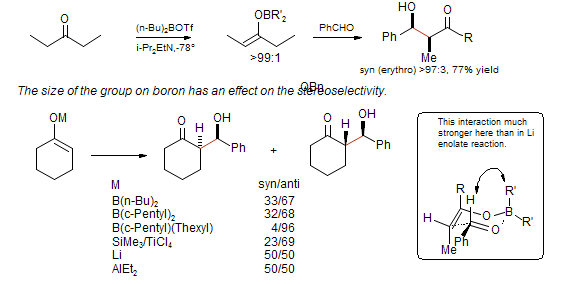 O
(n-Bu)2BOTf
i-Pr2EtN,-78°
OBR'2
>99:1
PhCHO
HO O
Ph R
Me
syn (erythro) >97:3, 77% yield
The size of the group on boron has an effect on the stereoselectivity.
OBn
OM
O H OH
Ph
+
O H OH
Ph
M syn/anti
B(n-Bu)2 33/67
B(c-Pentyl)2 32/68
B(c-Pentyl)(Thexyl) 4/96
SiMe3/TiCl4 23/69
Li 50/50
AlEt2 50/50
This interaction much
stronger here than in Li
enolate reaction.
R H R'
H O B R'
O
Ph
Me